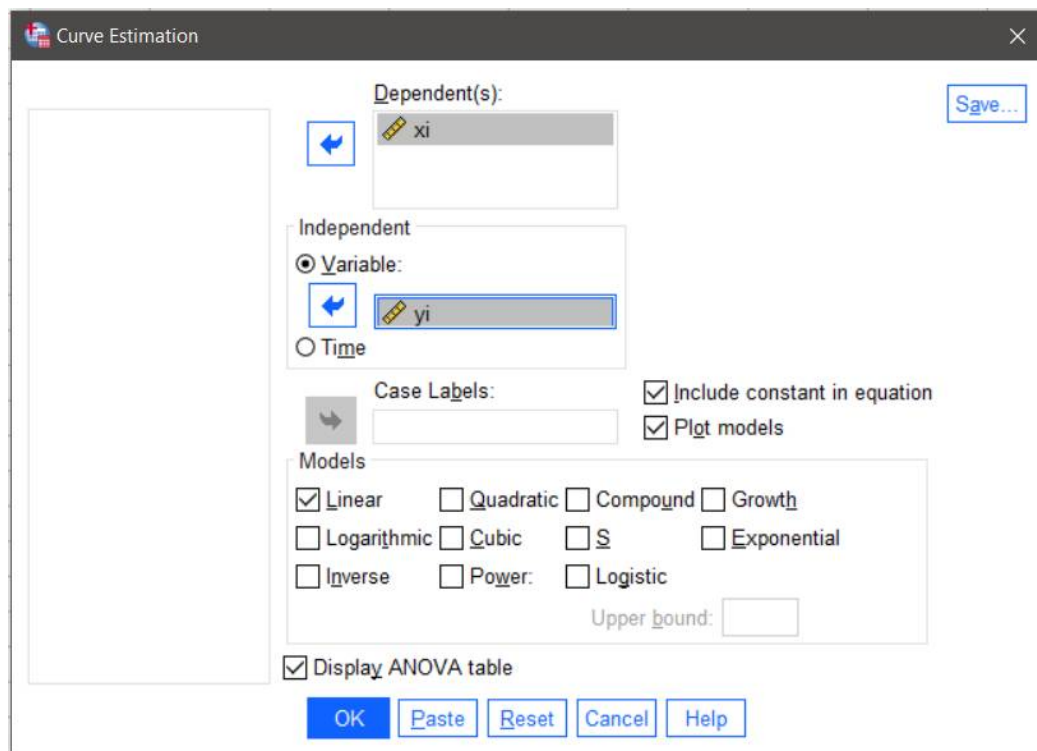 Curve Estimation
Dependent(s):
Save...
xi
Independent
Variable:
yi
Time
Case Labels:
Include constant in equation
Plot models
Models
Linear Quadratic Compound Growth
Logarithmic Cubic S Exponential
Inverse Power: Logistic
Upper bound:
Display ANOVA table
OK Paste Reset Cancel Help